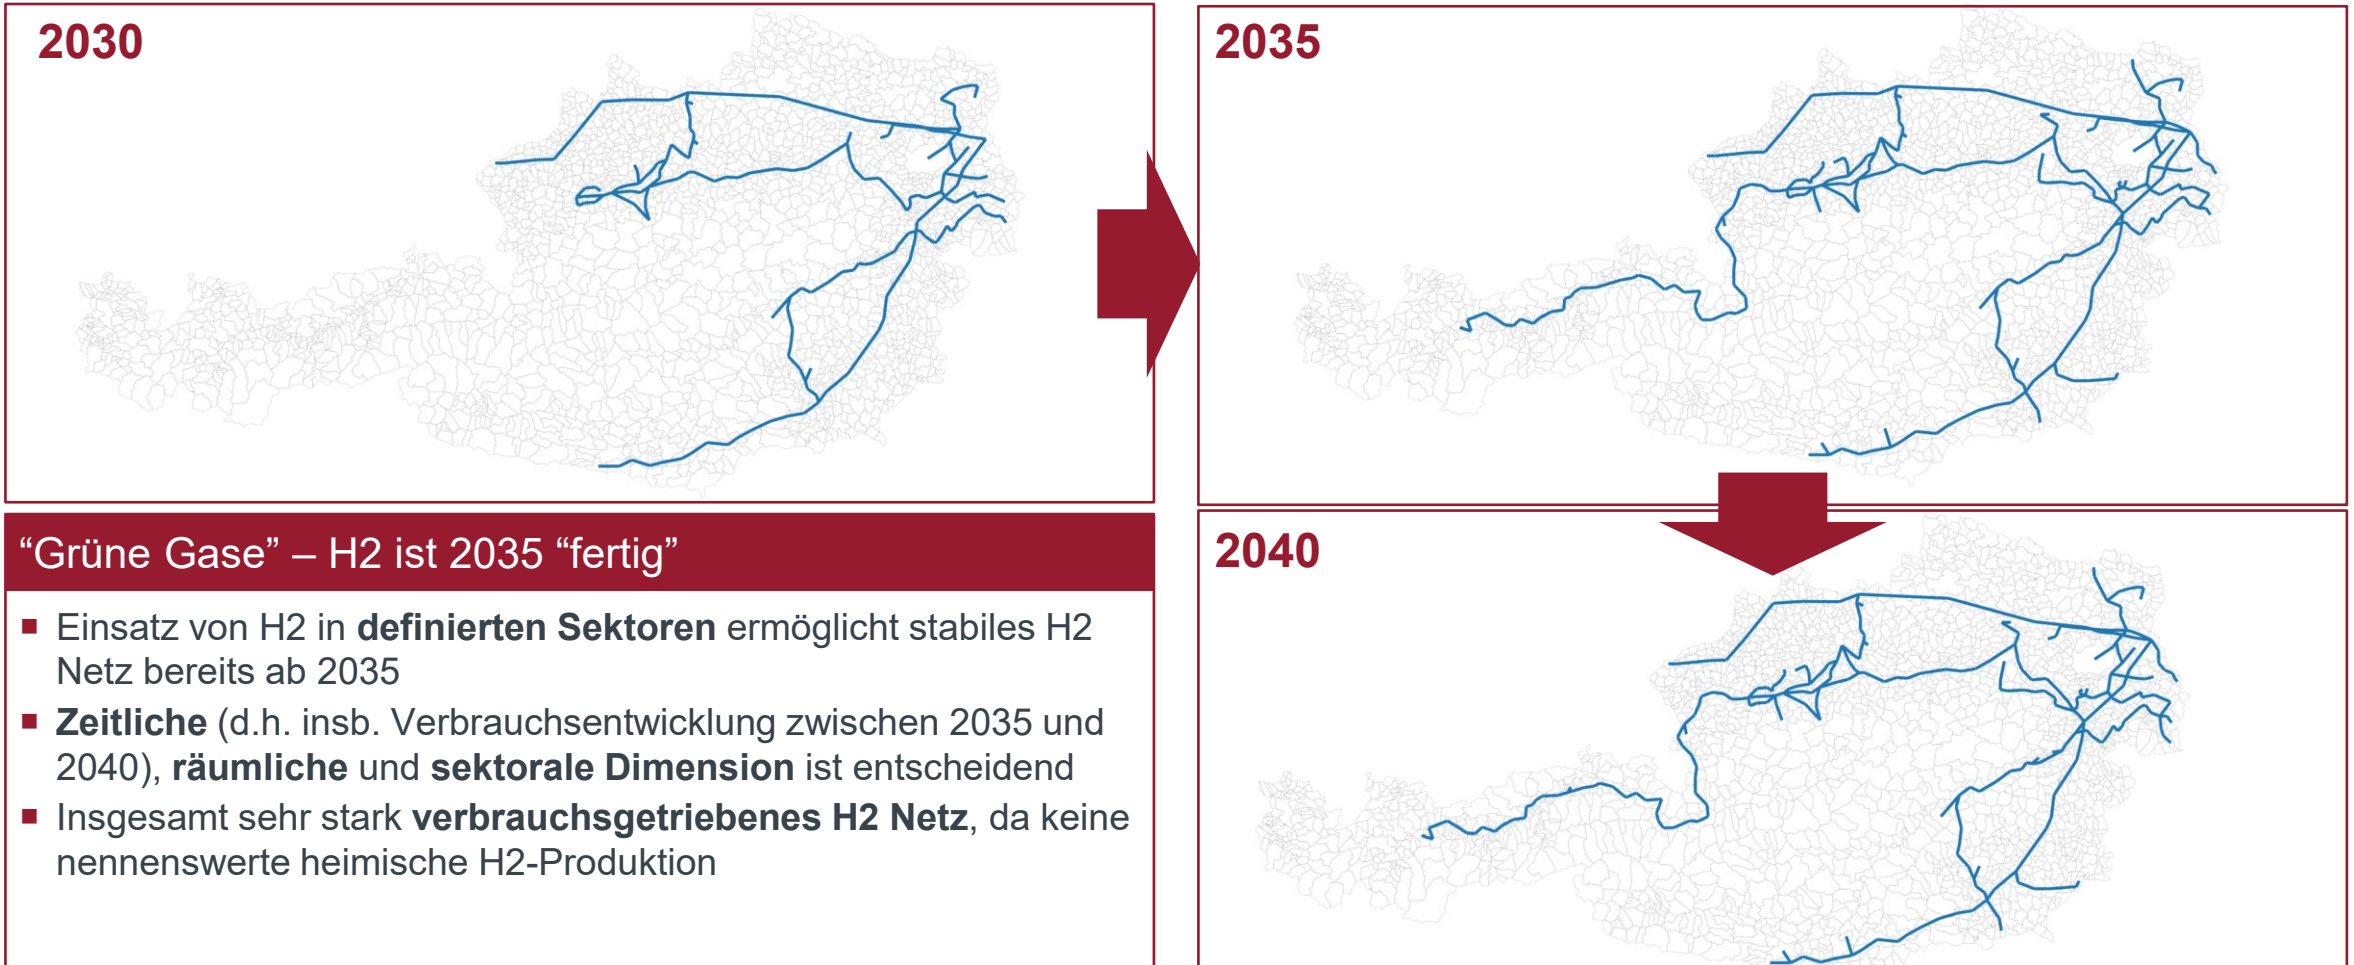 2030
2035
“Grüne Gase” – H2 ist 2035 “fertig”
Einsatz von H2 in definierten Sektoren ermöglicht stabiles H2
Netz bereits ab 2035
Zeitliche (d.h. insb. Verbrauchsentwicklung zwischen 2035 und
2040), räumliche und sektorale Dimension ist entscheidend
Insgesamt sehr stark verbrauchsgetriebenes H2 Netz, da keine
nennenswerte heimische H2-Produktion
2040